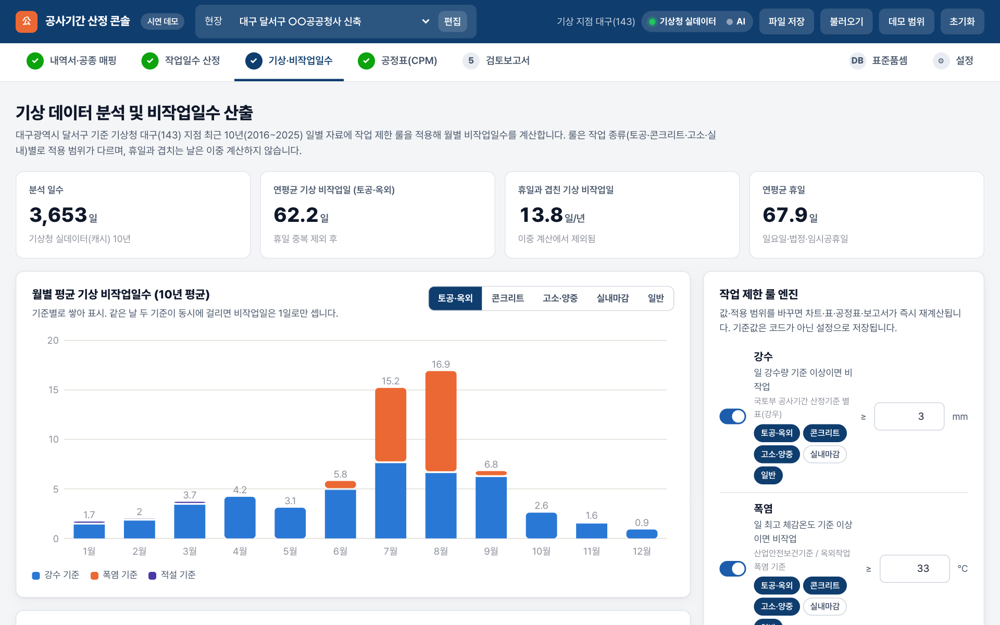 公
공사기간 산정 콘솔
시연 데모
현장
대구 달서구 〇〇공공청사 신축
편집
기상 지점 대구(143)
기상청 실데이터
AI
파일 저장
불러오기
데모 범위
초기화
내역서·공종 매핑
작업일수 산정
기상·비작업일수
공정표(CPM)
5
검토보고서
DB
표준품셈
설정
기상 데이터 분석 및 비작업일수 산출
대구광역시 달서구 기준 기상청 대구(143) 지점 최근 10년(2016~2025) 일별 자료에 작업 제한 룰을 적용해 월별 비작업일수를 계산합니다. 룰은 작업 종류(토공·콘크리트·고소·실
내)별로 적용 범위가 다르며, 휴일과 겹치는 날은 이중 계산하지 않습니다.
분석 일수
3,653일
기상청 실데이터(캐시) 10년
연평균 기상 비작업일 (토공·옥외)
62.2일
휴일 중복 제외 후
휴일과 겹친 기상 비작업일
13.8일/년
이중 계산에서 제외됨
연평균 휴일
67.9일
일요일·법정·임시공휴일
월별 평균 기상 비작업일수 (10년 평균)
기준별로 쌓아 표시. 같은 날 두 기준이 동시에 걸리면 비작업일은 1일로만 셉니다.
토공·옥외
콘크리트
고소·양중
실내마감
일반
20
15
10
5
0
1.7
2
3.7
4.2
3.1
5.8
15.2
16.9
6.8
2.6
1.6
0.9
1월
2월
3월
4월
5월
6월
7월
8월
9월
10월
11월
12월
강수 기준
폭염 기준
적설 기준
작업 제한 룰 엔진
값·적용 범위를 바꾸면 차트·표·공정표·보고서가 즉시 재계산됩니
다. 기준값은 코드가 아닌 설정으로 저장됩니다.
강수
일 강수량 기준 이상이면 비
작업
국토부 공사기간 산정기준 별
표(강우)
토공·옥외
콘크리트
고소·양중
실내마감
일반
≥
3
mm
폭염
일 최고 체감온도 기준 이상
이면 비작업
산업안전보건기준 / 옥외작업
폭염 기준
토공·옥외
콘크리트
고소·양중
실내마감
일반
≥
33
°C